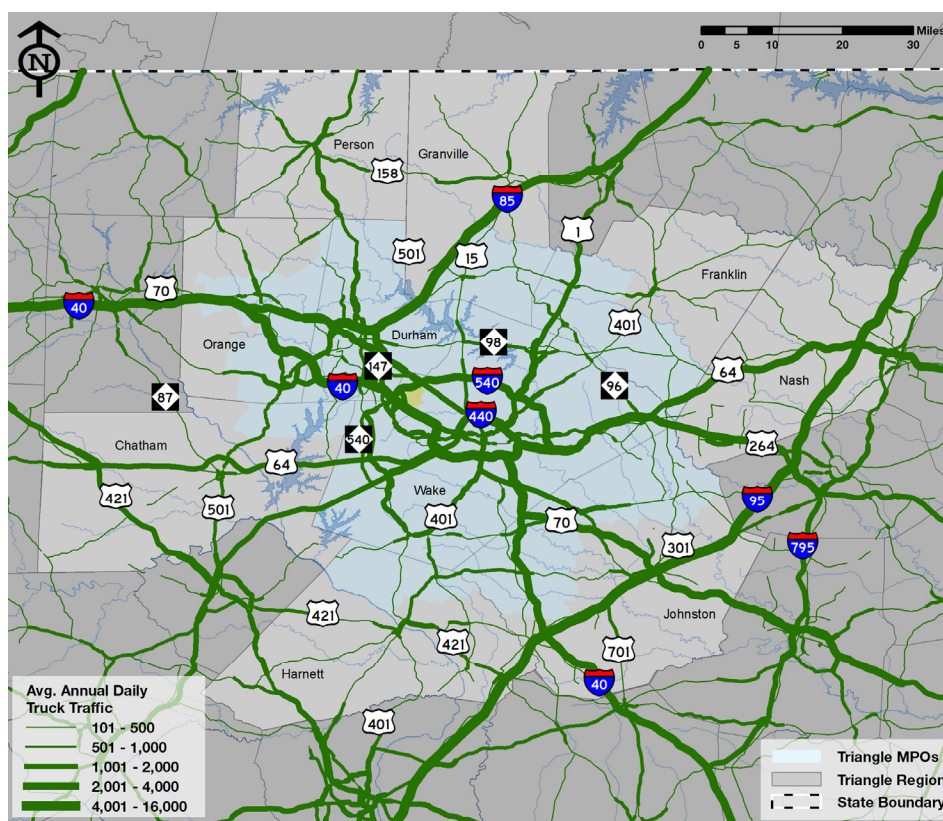 N
Miles
0 5 10 20 30
Person
Granville
158
85
501
15
1
Franklin
70
40
401
Orange
Durham
98
147
64
Nash
40
540
96
87
440
Chatham
540
264
64
Wake
421
501
401
70
95
301
795
421
Johnston
421
701
Harnett
40
401
Avg. Annual Daily
Truck Traffic
101 - 500
501 - 1,000
1,001 - 2,000
2,001 - 4,000
4,001 - 16,000
Triangle MPOs
Triangle Region
State Boundary